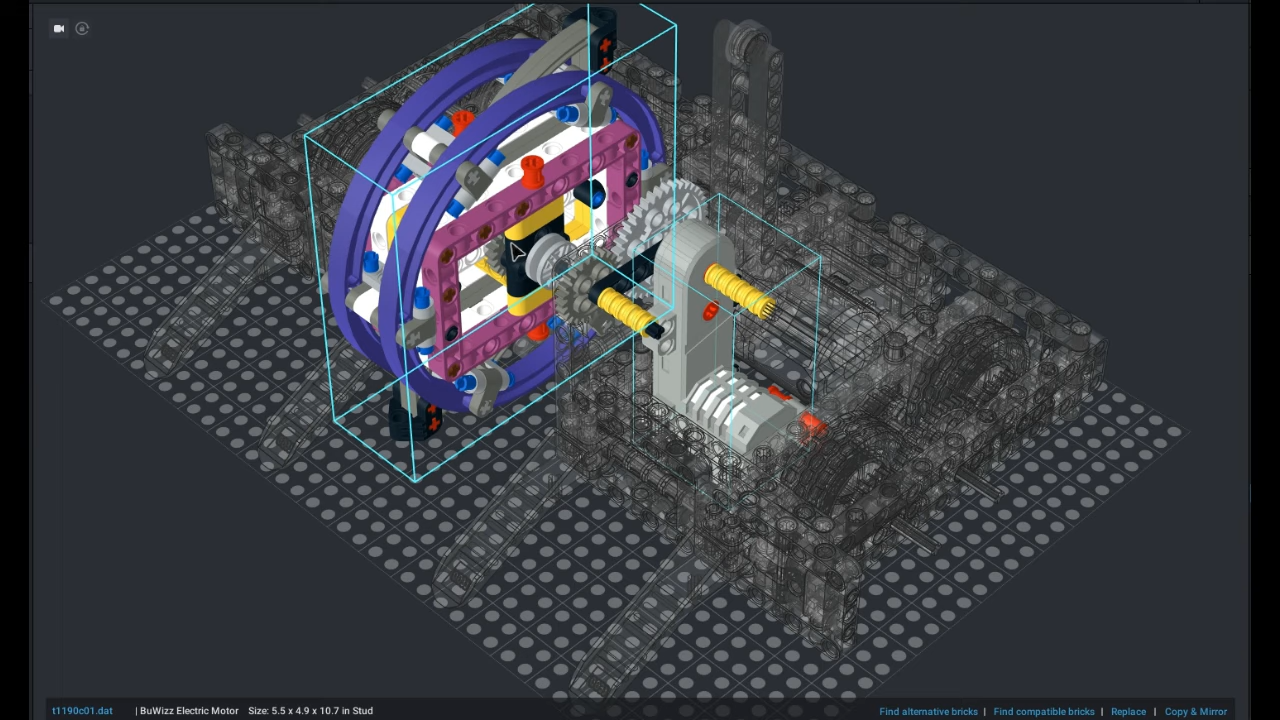 t1190c01.dat | BuWizz Electric Motor Size: 5.5 x 4.9 x 10.7 in Stud Find alternative bricks | Find compatible bricks | Replace | Copy & Mirror